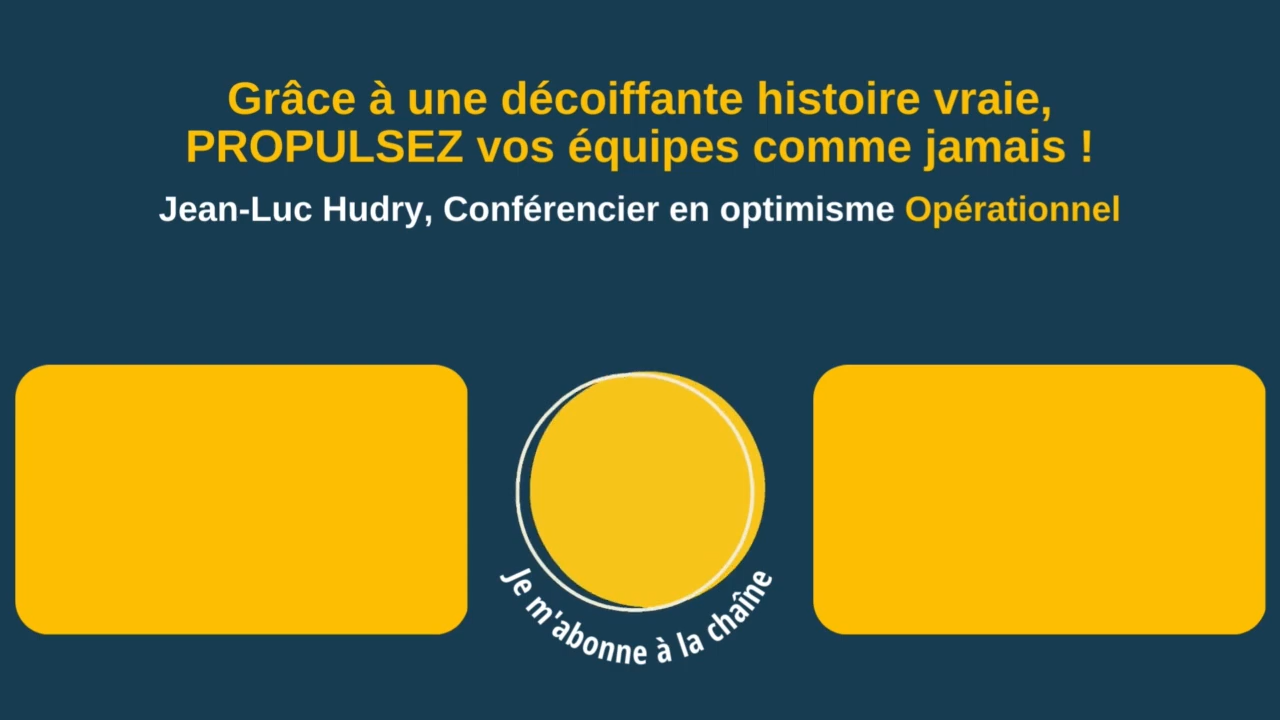 Grâce à une décoiffante histoire vraie,
PROPULSEZ vos équipes comme jamais !
Jean-Luc Hudry, Conférencier en optimisme Opérationnel
Je m'abonne à la chaîne